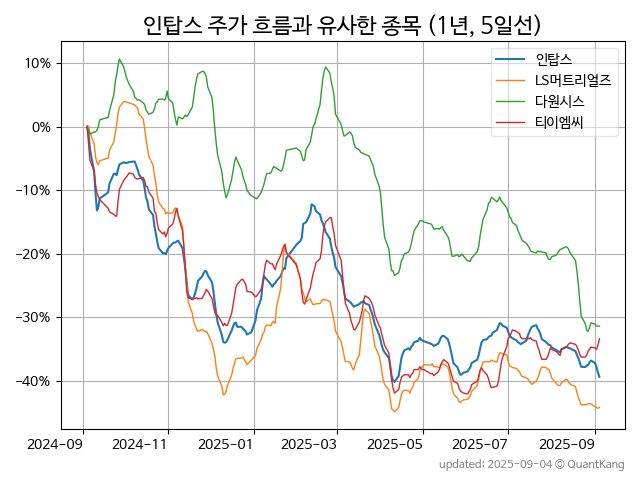 인탑스 주가 흐름과 유사한 종목 (1년, 5일선)
인탑스
LS머트리얼즈
다원시스
티이엠씨
10%
0%
−10%
−20%
−30%
−40%
2024-09
2024-11
2025-01
2025-03
2025-05
2025-07
2025-09
updated: 2025-09-04 © QuantKang